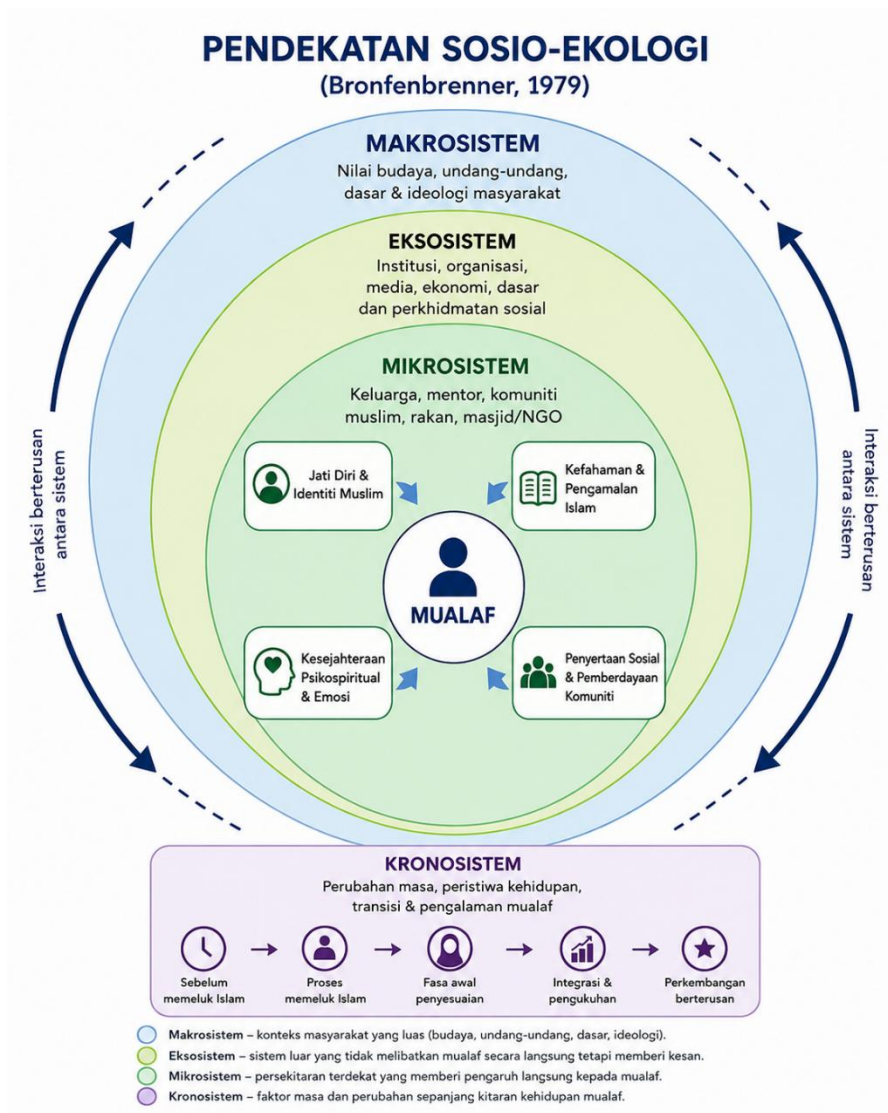 PENDEKATAN SOSIO-EKOLOGI
(Bronfenbrenner, 1979)
MAKROSISTEM
Nilai budaya, undang-undang,
dasar & ideologi masyarakat
EKSOSISTEM
Institusi, organisasi,
media, ekonomi, dasar
dan perkhidmatan sosial
MIKROSISTEM
Keluarga, mentor, komuniti
muslim, rakan, masjid/NGO
Jati Diri &
Identiti Muslim
Kefahaman &
Pengamalan
Islam
MUALAF
Kesejahteraan
Psikospiritual
& Emosi
Penyertaan Sosial
& Pemberdayaan
Komuniti
Interaksi berterusan
antara sistem
Interaksi berterusan
antara sistem
KRONOSISTEM
Perubahan masa, peristiwa kehidupan,
transisi & pengalaman mualaf
Sebelum
memeluk Islam
Proses
memeluk Islam
Fasa awal
penyesuaian
Integrasi &
pengukuhan
Perkembangan
berterusan
Makrosistem – konteks masyarakat yang luas (budaya, undang-undang, dasar, ideologi).
Eksosistem – sistem luar yang tidak melibatkan mualaf secara langsung tetapi memberi kesan.
Mikrosistem – persekitaran terdekat yang memberi pengaruh langsung kepada mualaf.
Kronosistem – faktor masa dan perubahan sepanjang kitaran kehidupan mualaf.